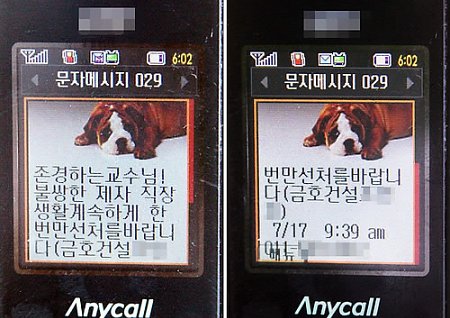 6:02
문자메시지 029
존경하는교수님!
불쌍한 제자 직장
생활계속하게 한
번만선처를바랍니
다(금호건설
Anycall
6:02
문자메시지 029
번만선처를바랍니
다(금호건설
)
7/17 9:39 am
Anycall